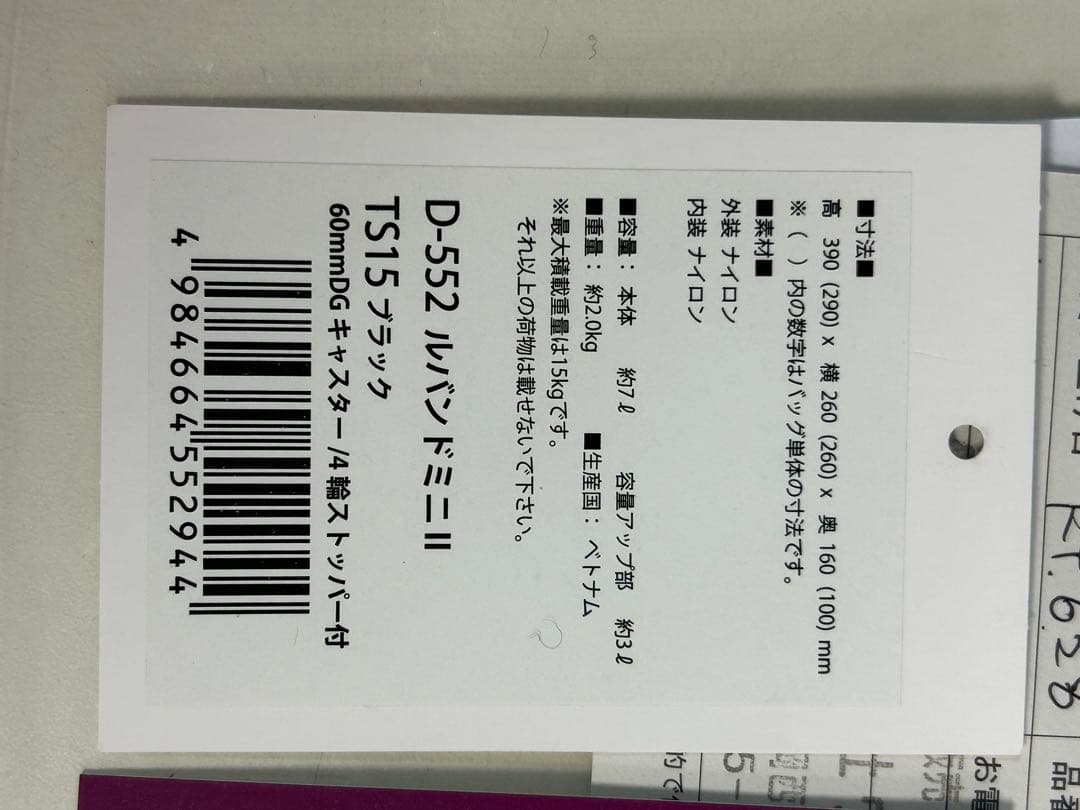 ■寸法■
高 390 (290) x 横 260 (260) x 奥 160 (100) mm
※（ ）内の数字はバッグ単体の寸法です。
■素材■
外装 ナイロン
内装 ナイロン
■容量： 本体 約7ℓ 容量アップ部 約3ℓ
■重量： 約2.0kg ■生産国： ベトナム
※最大積載重量は15kgです。
それ以上の荷物は載せないで下さい。
D-552 ルバンドミニⅡ
TS15 ブラック
60mmDG キャスター /4 輪ストッパー付
4 984664 552944
R7.6.28
お電